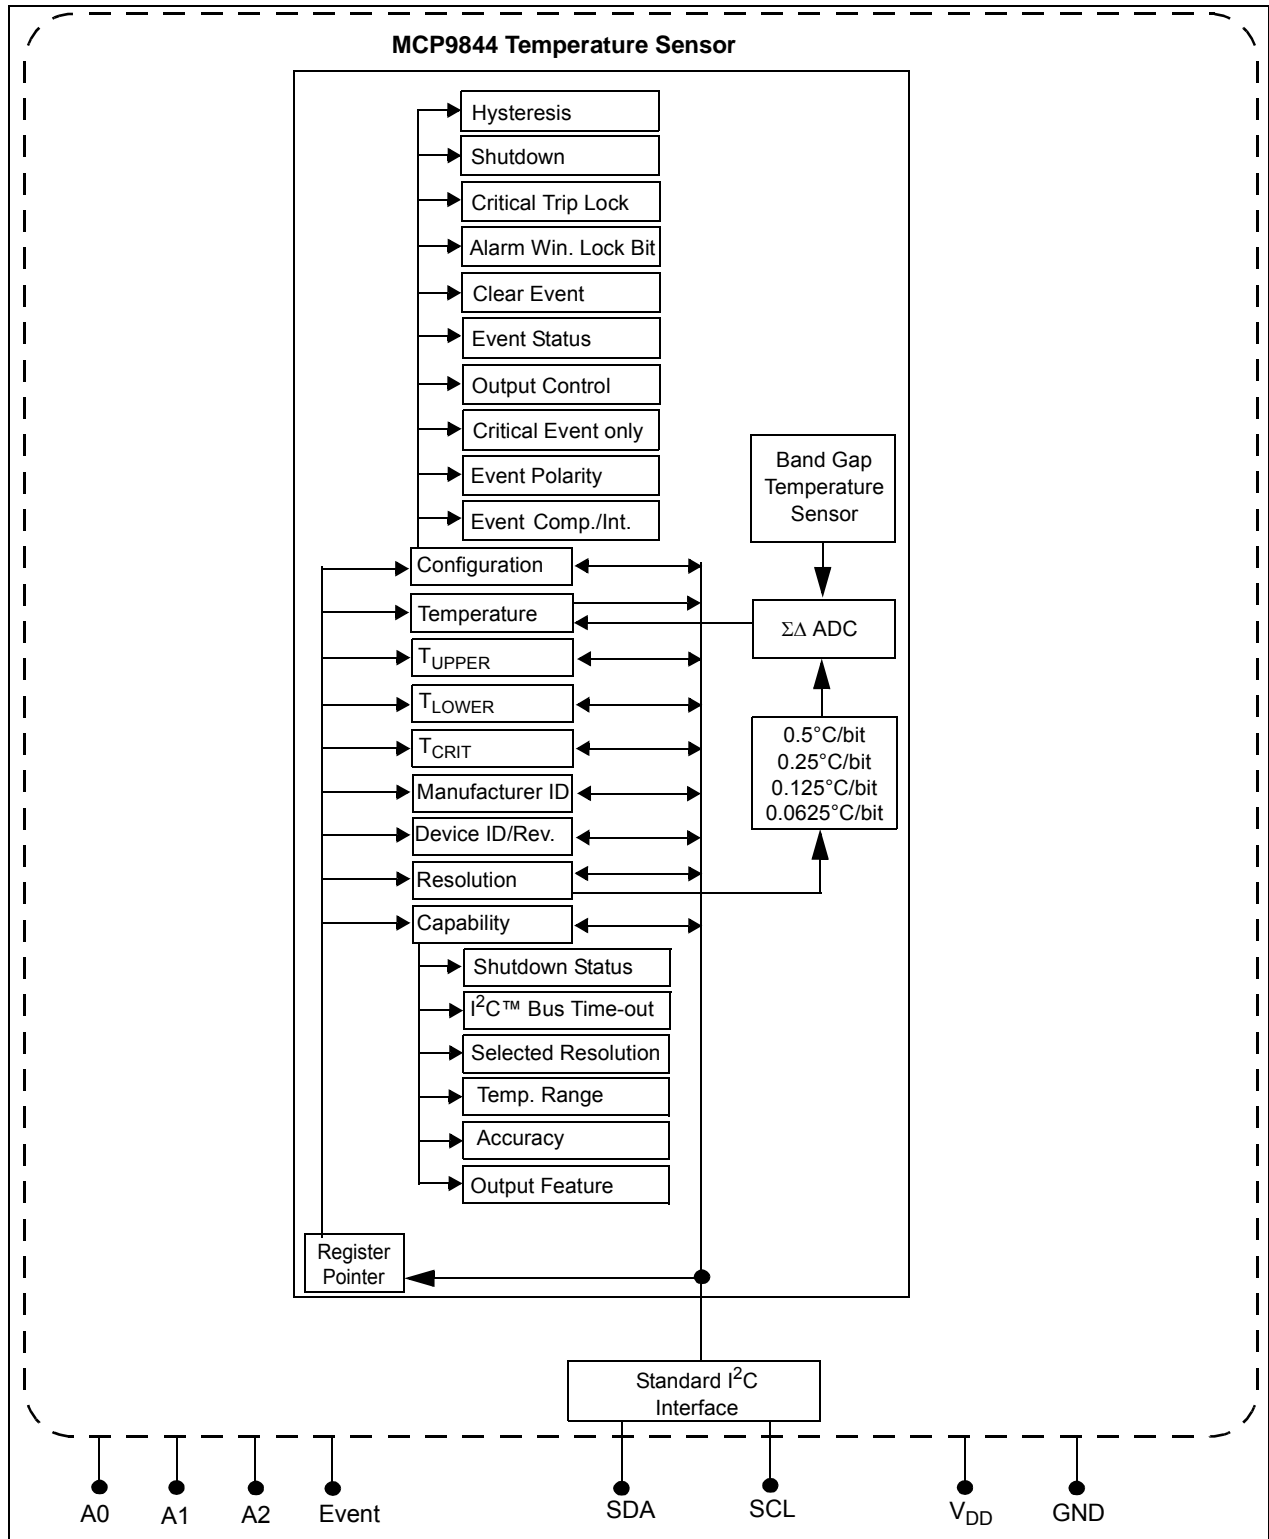 MCP9844 Temperature Sensor
Hysteresis
Shutdown
Critical Trip Lock
Alarm Win. Lock Bit
Clear Event
Event Status
Output Control
Critical Event only
Event Polarity
Event Comp./Int.
Band Gap
Temperature
Sensor
Configuration
Temperature
ΣΔ ADC
TUPPER
TLOWER
TCRIT
Manufacturer ID
Device ID/Rev.
Resolution
Capability
0.5°C/bit
0.25°C/bit
0.125°C/bit
0.0625°C/bit
Shutdown Status
I²C™ Bus Time-out
Selected Resolution
Temp. Range
Accuracy
Output Feature
Register
Pointer
Standard I²C
Interface
A0 A1 A2 Event SDA SCL VDD GND